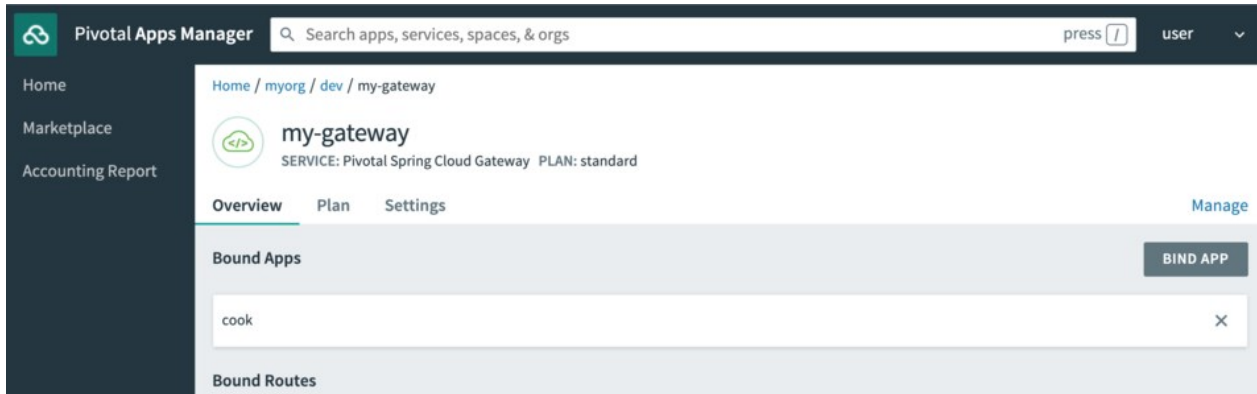 Pivotal Apps Manager
Search apps, services, spaces, & orgs
press /
user
Home
Marketplace
Accounting Report
Home / myorg / dev / my-gateway
</>
my-gateway
SERVICE: Pivotal Spring Cloud Gateway PLAN: standard
Overview Plan Settings
Manage
Bound Apps
BIND APP
cook
Bound Routes